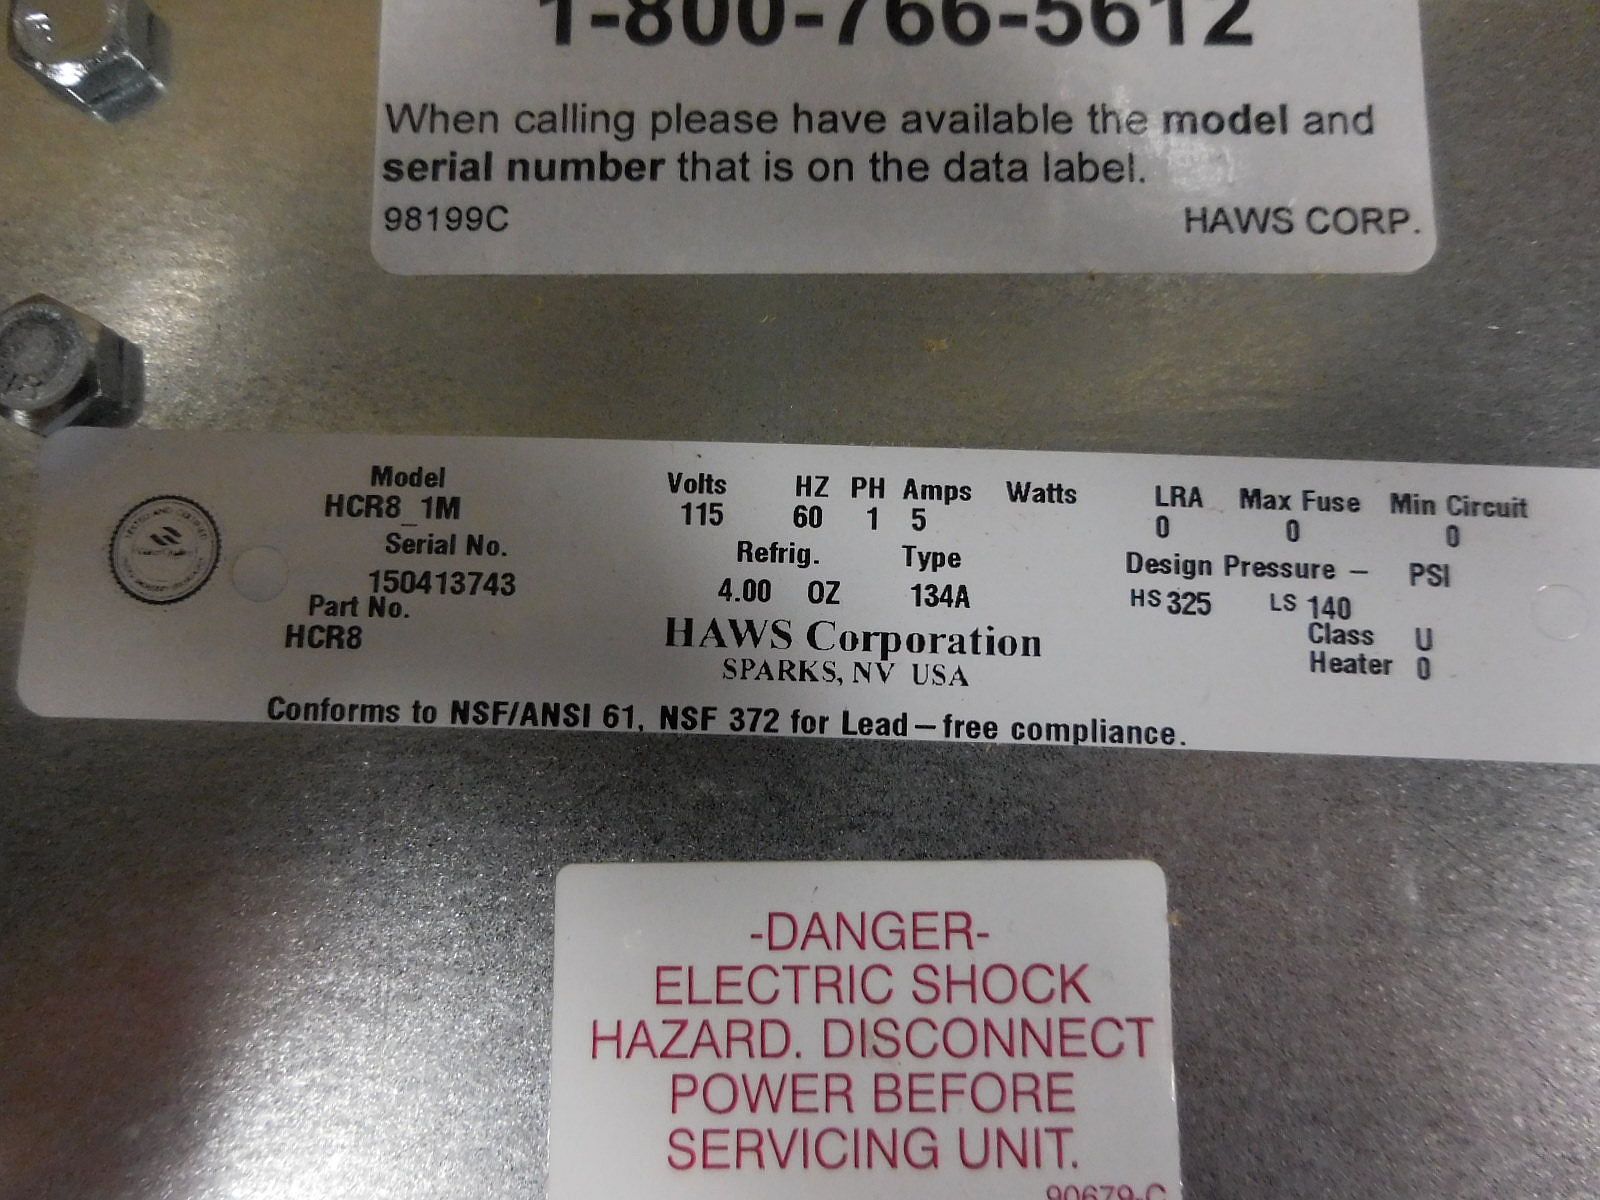 1-800-766-5612
When calling please have available the model and
serial number that is on the data label.
98199C HAWS CORP.
Model Volts HZ PH Amps Watts LRA Max Fuse Min Circuit
HCR8_1M 115 60 1 5 0 0 0
Serial No. Refrig. Type Design Pressure — PSI
150413743 4.00 OZ 134A HS 325 LS 140
Part No. Class U
HCR8 HAWS Corporation Heater 0
SPARKS, NV USA
Conforms to NSF/ANSI 61, NSF 372 for Lead-free compliance.
-DANGER-
ELECTRIC SHOCK
HAZARD. DISCONNECT
POWER BEFORE
SERVICING UNIT.
90679-C